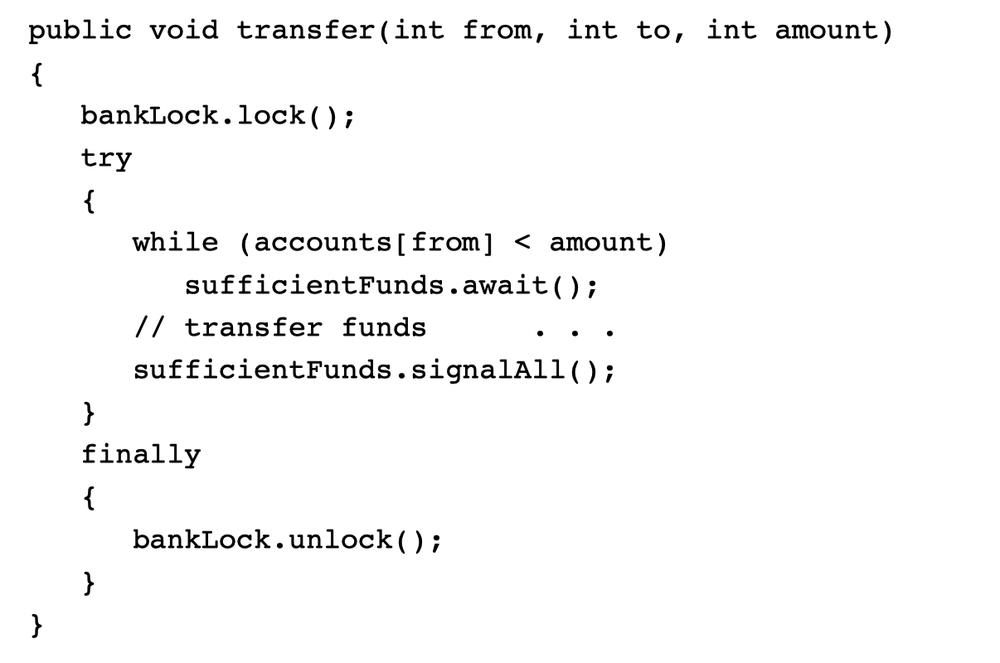 public void transfer(int from, int to, int amount)
{
   bankLock.lock();
   try
   {
      while (accounts[from] < amount)
         sufficientFunds.await();
      // transfer funds      . . .
      sufficientFunds.signalAll();
   }
   finally
   {
      bankLock.unlock();
   }
}